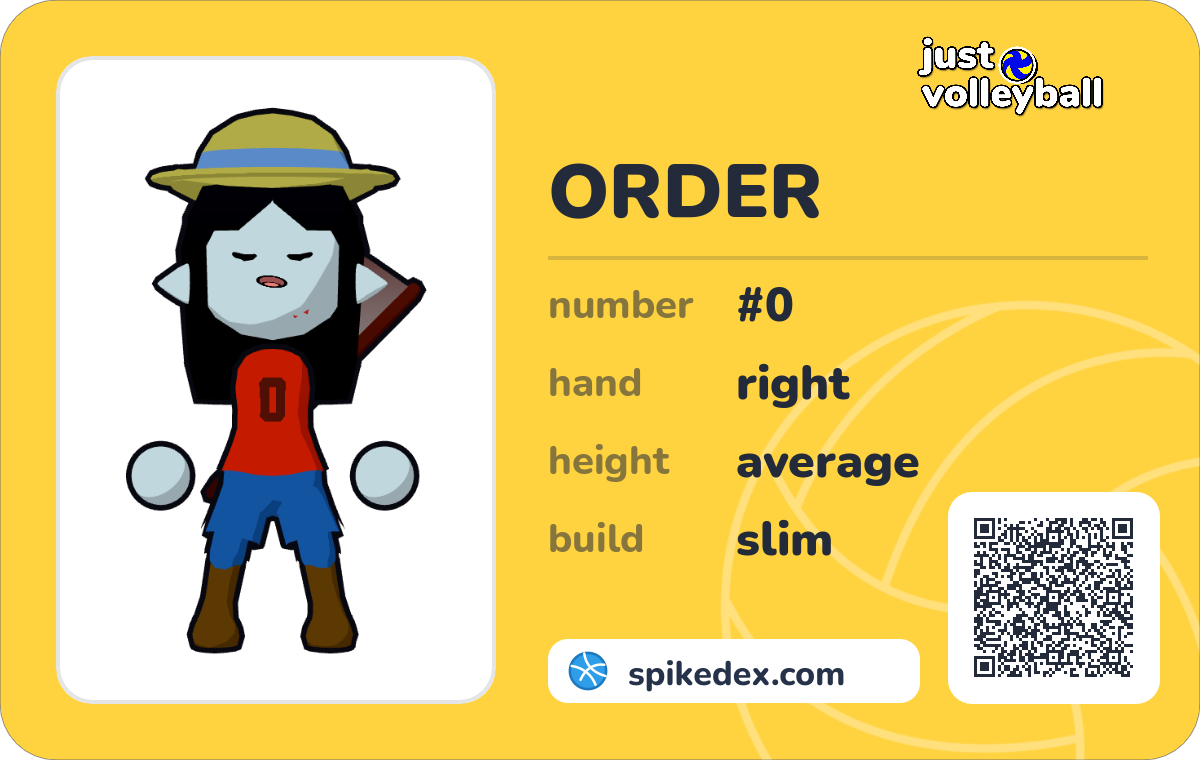 just
volleyball
ORDER
number #0
hand right
height average
build slim
0
spikedex.com